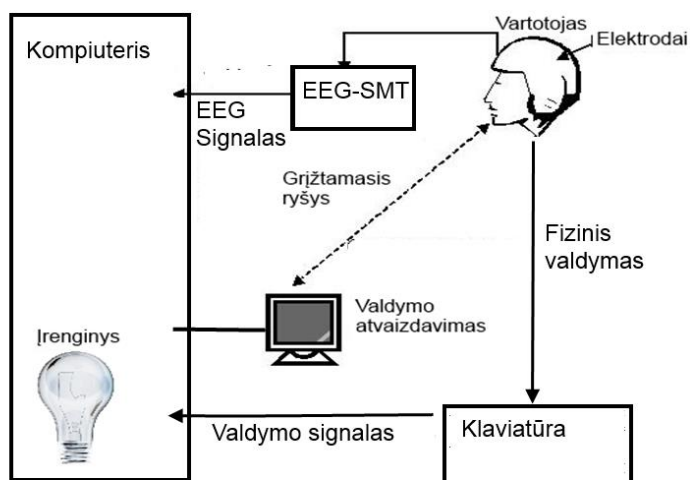 Kompiuteris
Vartotojas
Elektrodai
EEG-SMT
EEG
Signalas
Grįžtamasis
ryšys
Fizinis
valdymas
Valdymo
atvaizdavimas
Įrenginys
Valdymo signalas
Klaviatūra